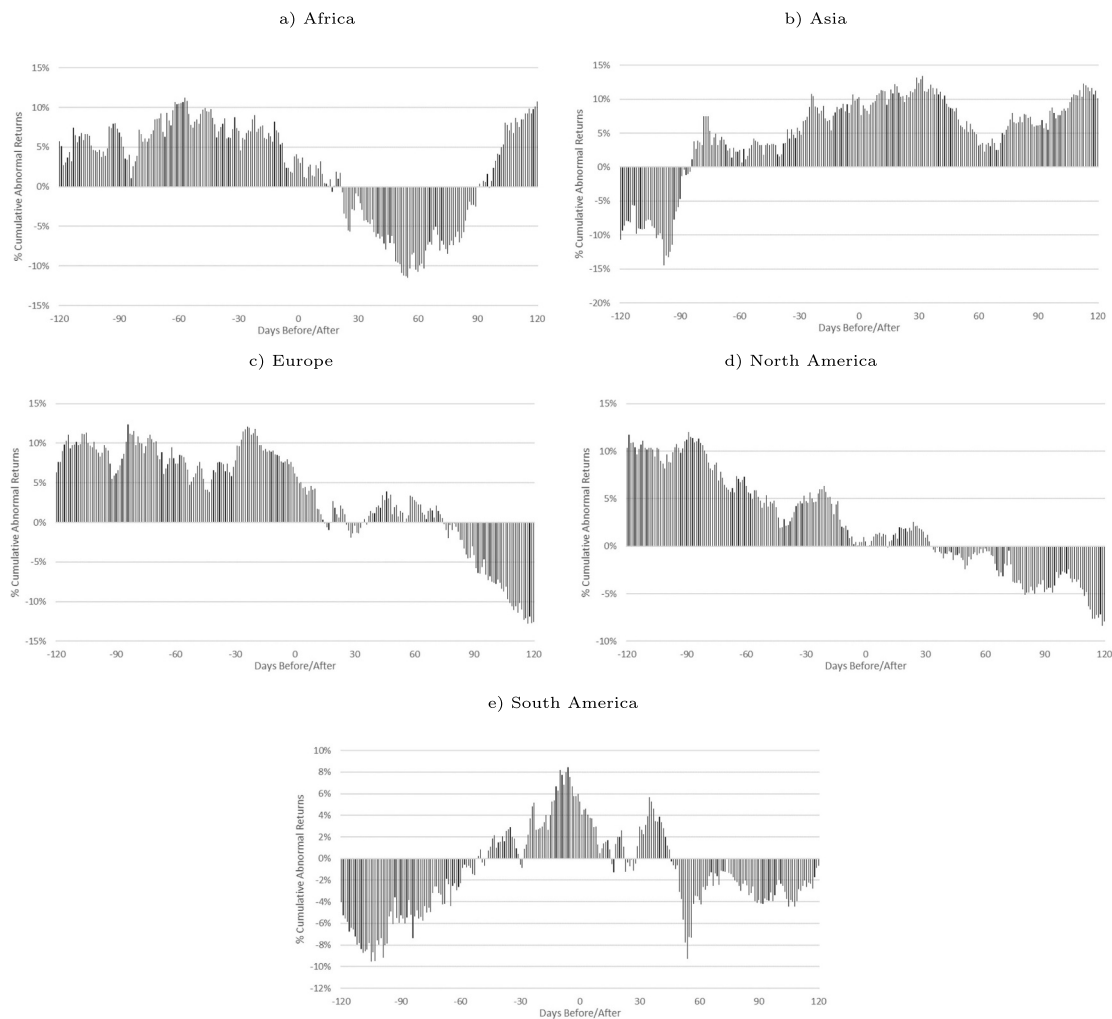 a) Africa
% Cumulative Abnormal Returns
15%
10%
5%
0%
-5%
-10%
-15%
-120 -90 -60 -30 0 30 60 90 120
Days Before/After
b) Asia
% Cumulative Abnormal Returns
15%
10%
5%
0%
-5%
-10%
-15%
-20%
-120 -90 -60 -30 0 30 60 90 120
Days Before/After
c) Europe
% Cumulative Abnormal Returns
15%
10%
5%
0%
-5%
-10%
-15%
-120 -90 -60 -30 0 30 60 90 120
Days Before/After
d) North America
% Cumulative Abnormal Returns
15%
10%
5%
0%
-5%
-10%
-120 -90 -60 -30 0 30 60 90 120
Days Before/After
e) South America
% Cumulative Abnormal Returns
10%
8%
6%
4%
2%
0%
-2%
-4%
-6%
-8%
-10%
-12%
-120 -90 -60 -30 0 30 60 90 120
Days Before/After